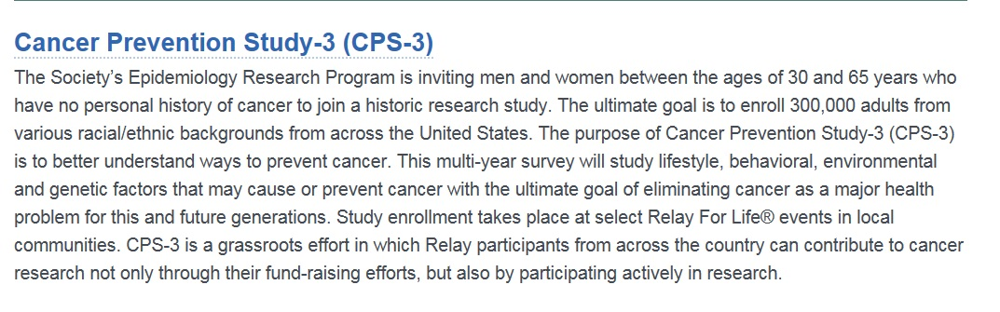 Cancer Prevention Study-3 (CPS-3)
The Society's Epidemiology Research Program is inviting men and women between the ages of 30 and 65 years who
have no personal history of cancer to join a historic research study. The ultimate goal is to enroll 300,000 adults from
various racial/ethnic backgrounds from across the United States. The purpose of Cancer Prevention Study-3 (CPS-3)
is to better understand ways to prevent cancer. This multi-year survey will study lifestyle, behavioral, environmental
and genetic factors that may cause or prevent cancer with the ultimate goal of eliminating cancer as a major health
problem for this and future generations. Study enrollment takes place at select Relay For Life® events in local
communities. CPS-3 is a grassroots effort in which Relay participants from across the country can contribute to cancer
research not only through their fund-raising efforts, but also by participating actively in research.